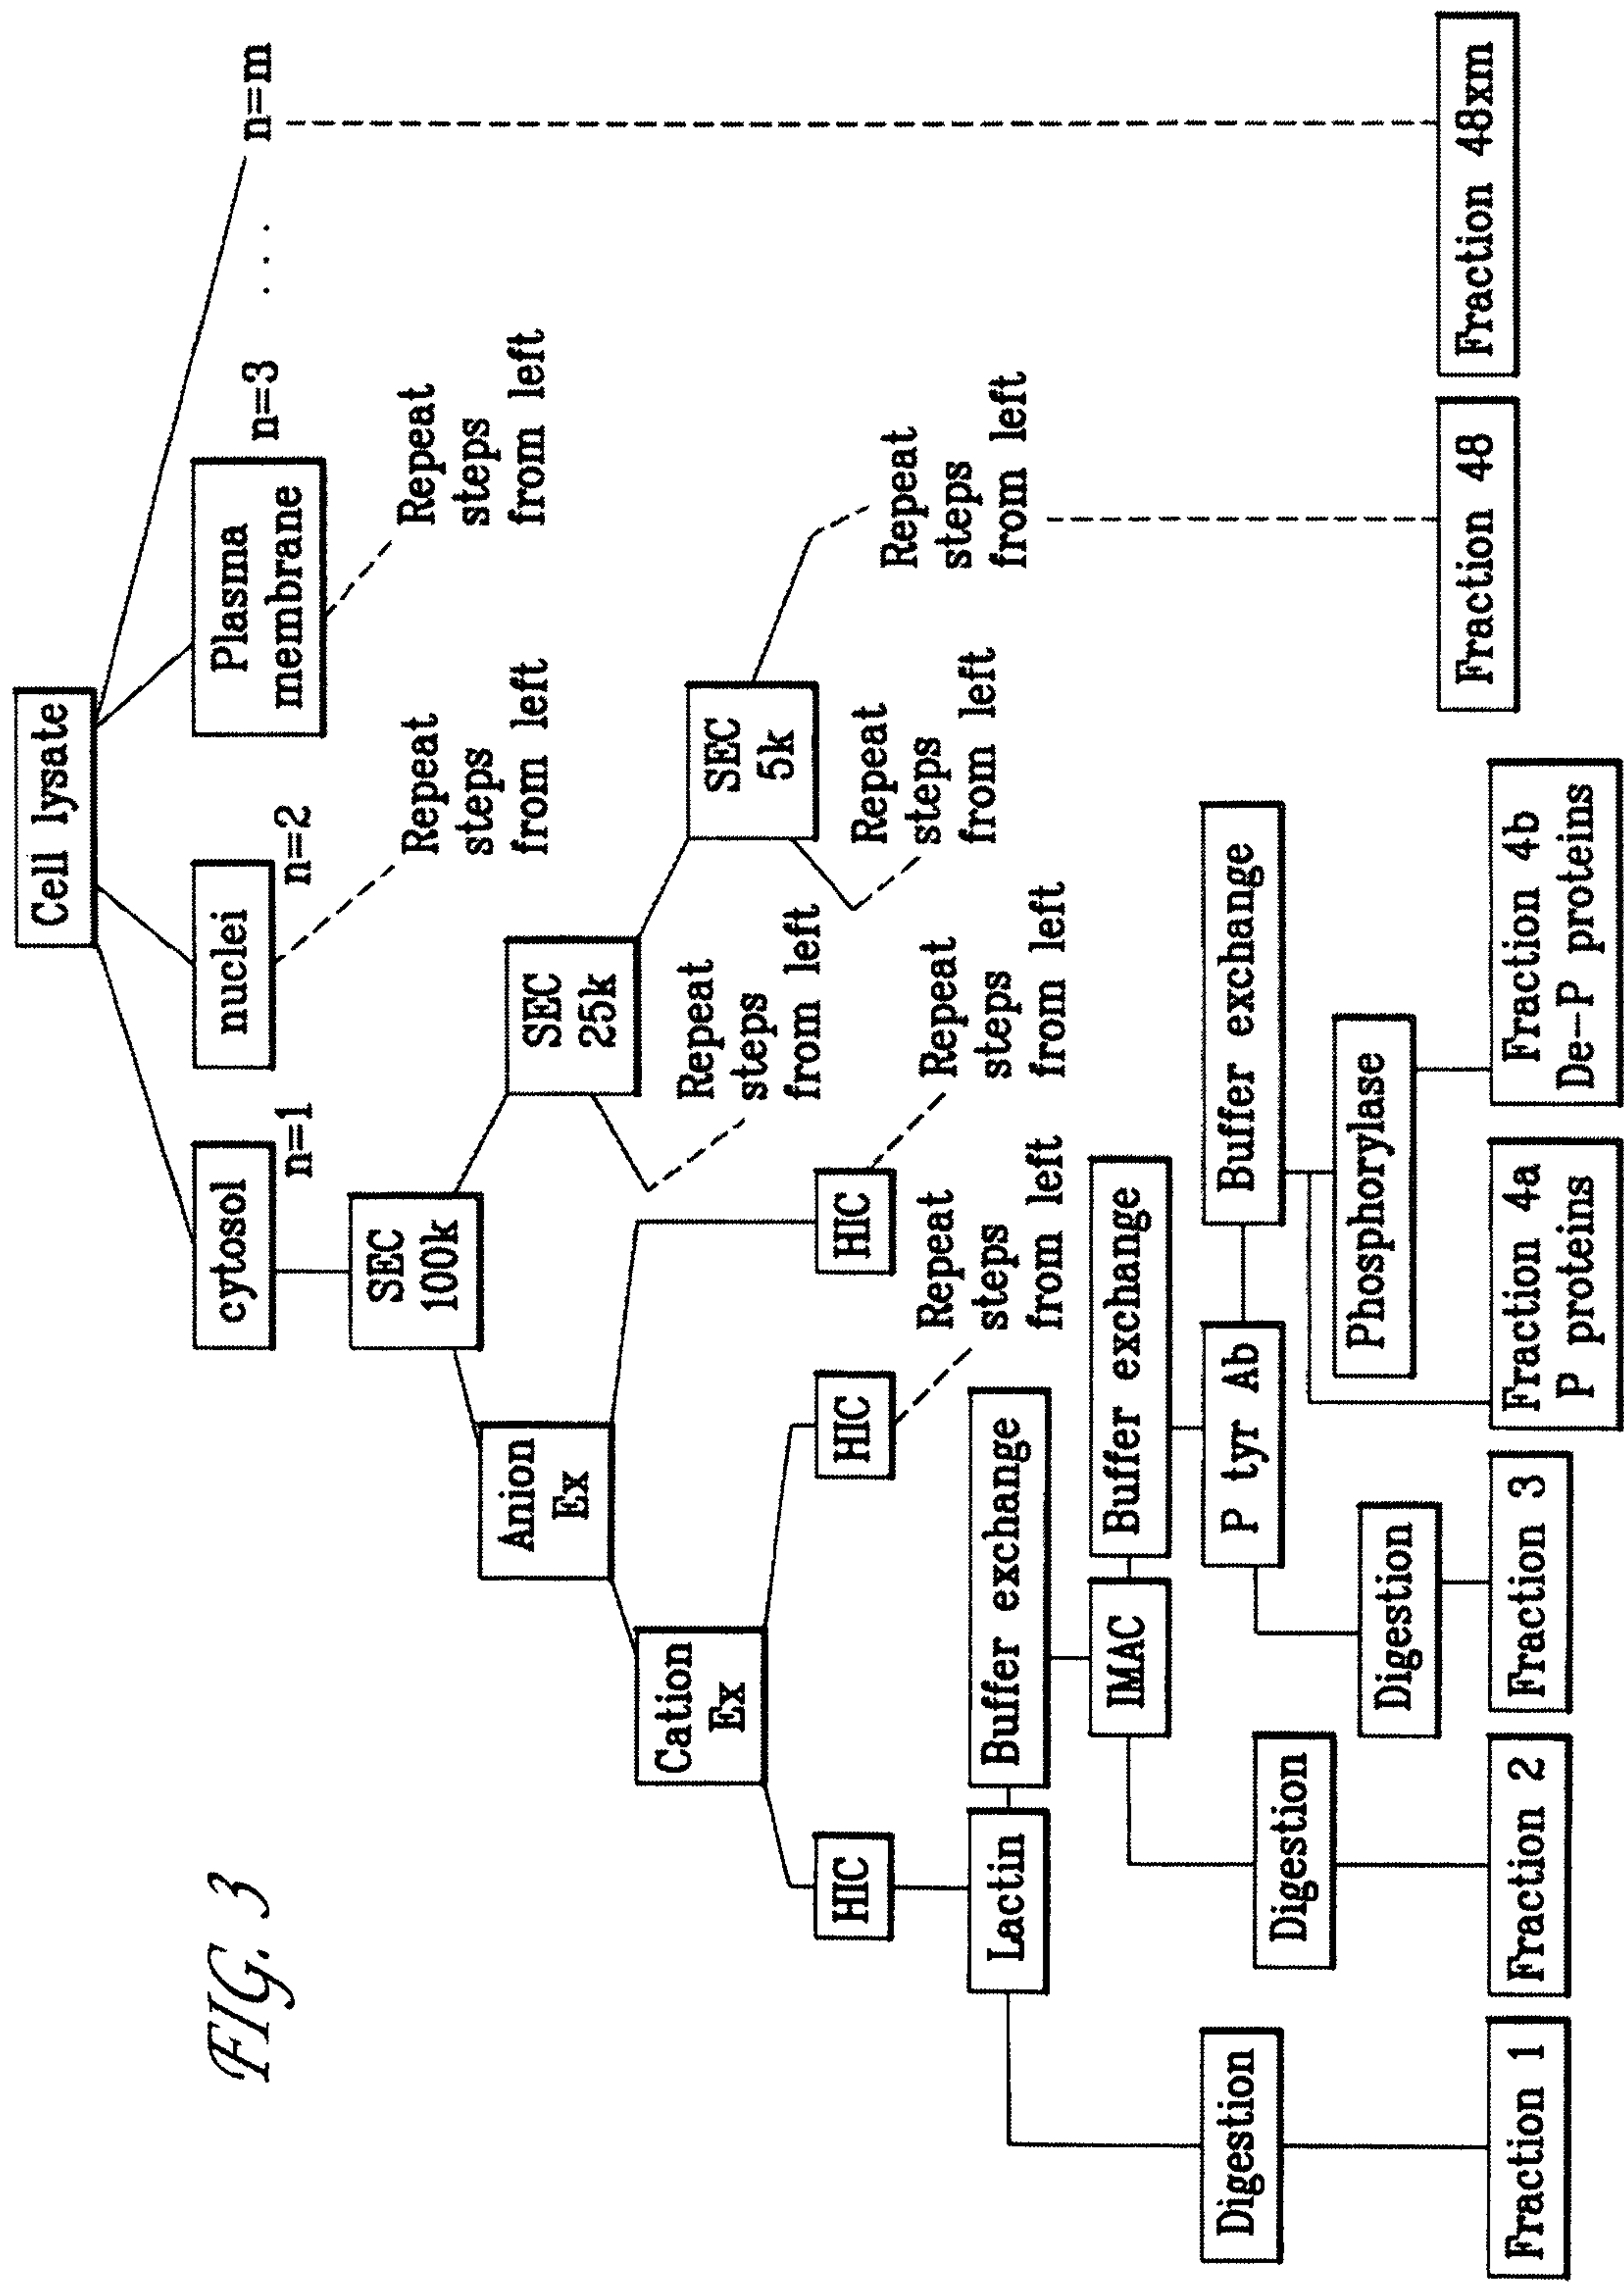 FIG. 3
Cell lysate
cytosol
n=1
nuclei
n=2
Plasma
membrane
n=3
. . .
n=m
Repeat
steps
from left
Repeat
steps
from left
SEC
100k
Anion
Ex
SEC
25k
Cation
Ex
Repeat
steps
from left
SEC
5k
HIC
HIC
HIC
Repeat
steps
from left
Repeat
steps
from left
Repeat
steps
from left
Repeat
steps
from left
Lactin
Buffer exchange
IMAC
Buffer exchange
Digestion
P tyr Ab
Buffer exchange
Digestion
Digestion
Phosphorylase
Fraction 1
Fraction 2
Fraction 3
Fraction 4a
P proteins
Fraction 4b
De-P proteins
Fraction 48
Fraction 48xm